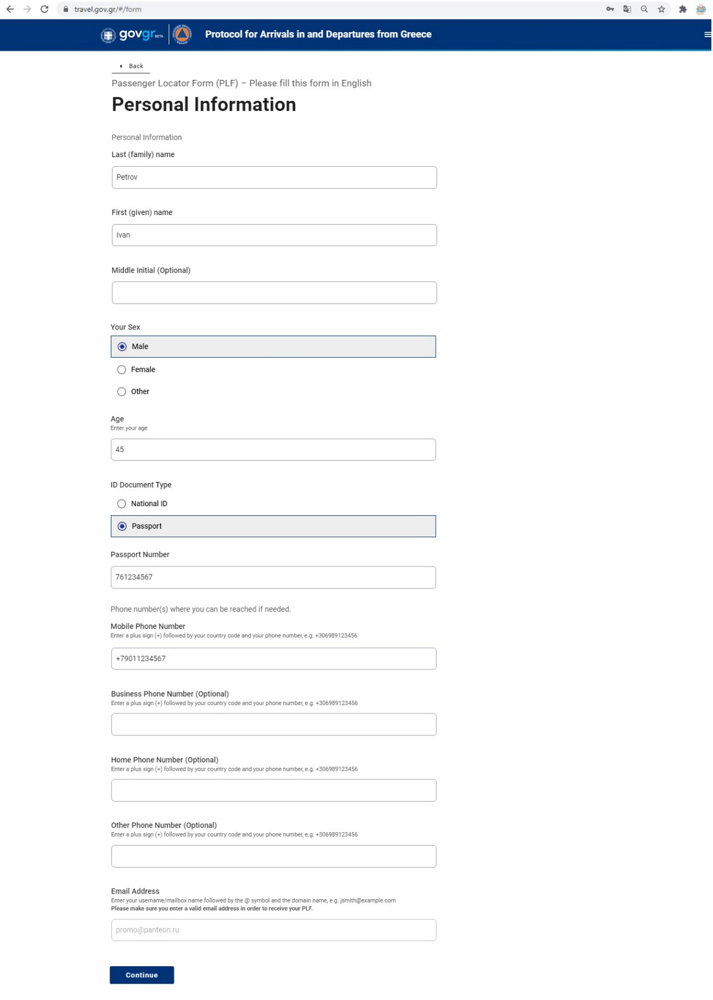 travel.gov.gr/#/form
govgr BETA Protocol for Arrivals in and Departures from Greece
Back
Passenger Locator Form (PLF) – Please fill this form in English
Personal Information
Personal Information
Last (family) name
Petrov
First (given) name
Ivan
Middle Initial (Optional)
Your Sex
Male
Female
Other
Age
Enter your age
45
ID Document Type
National ID
Passport
Passport Number
761234567
Phone number(s) where you can be reached if needed.
Mobile Phone Number
Enter a plus sign (+) followed by your country code and your phone number, e.g. +306989123456
+79011234567
Business Phone Number (Optional)
Enter a plus sign (+) followed by your country code and your phone number, e.g. +306989123456
Home Phone Number (Optional)
Enter a plus sign (+) followed by your country code and your phone number, e.g. +306989123456
Other Phone Number (Optional)
Enter a plus sign (+) followed by your country code and your phone number, e.g. +306989123456
Email Address
Enter your username/mailbox name followed by the @ symbol and the domain name, e.g. jsmith@example.com
Please make sure you enter a valid email address in order to receive your PLF.
promo@panteon.ru
Continue